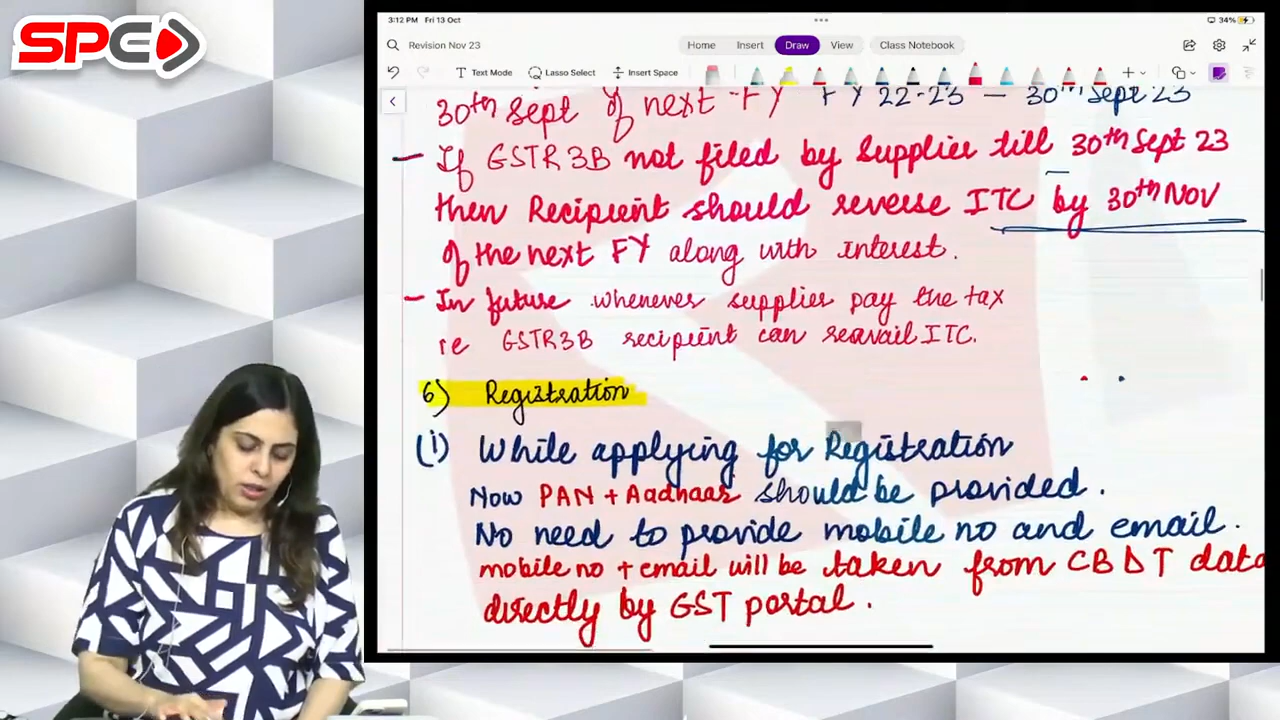 SPC
3:12 PM Fri 13 Oct
34%
Revision Nov 23
Home Insert Draw View Class Notebook
Text Mode Lasso Select Insert Space
30th Sept of next FY FY 22-23 — 30th Sept 23
- If GSTR3B not filed by Supplier till 30th Sept 23
then Recipient should reverse ITC by 30th NOV
of the next FY along with interest.
- In future whenever supplier pay the tax
ie GSTR3B recipient can reavail ITC.
6) Registration
(i) While applying for Registration
Now PAN + Aadhaar should be provided.
No need to provide mobile no and email.
mobile no + email will be taken from CBDT data
directly by GST portal.